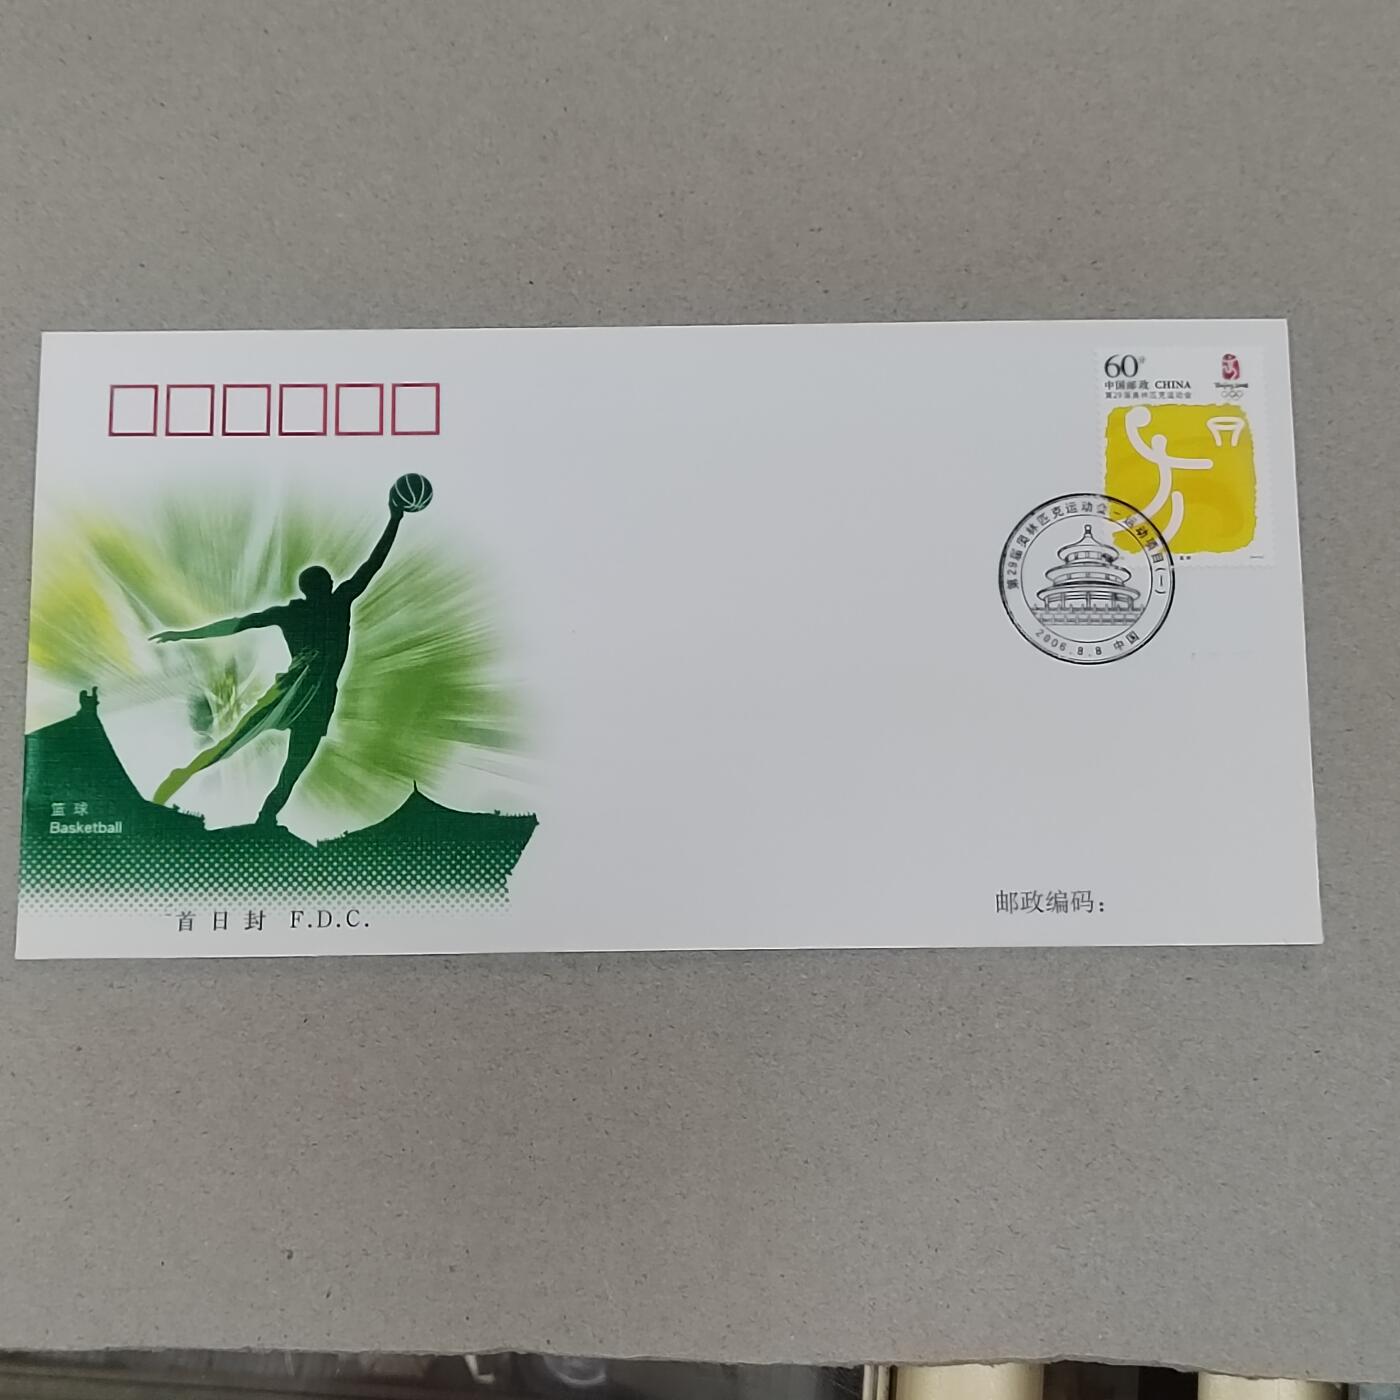 60分
中国邮政 CHINA
第29届奥林匹克运动会
Beijing 2008
第29届奥林匹克运动会-运动项目(一)
2006.8.8 中国
篮球
Basketball
首日封 F.D.C.
邮政编码：